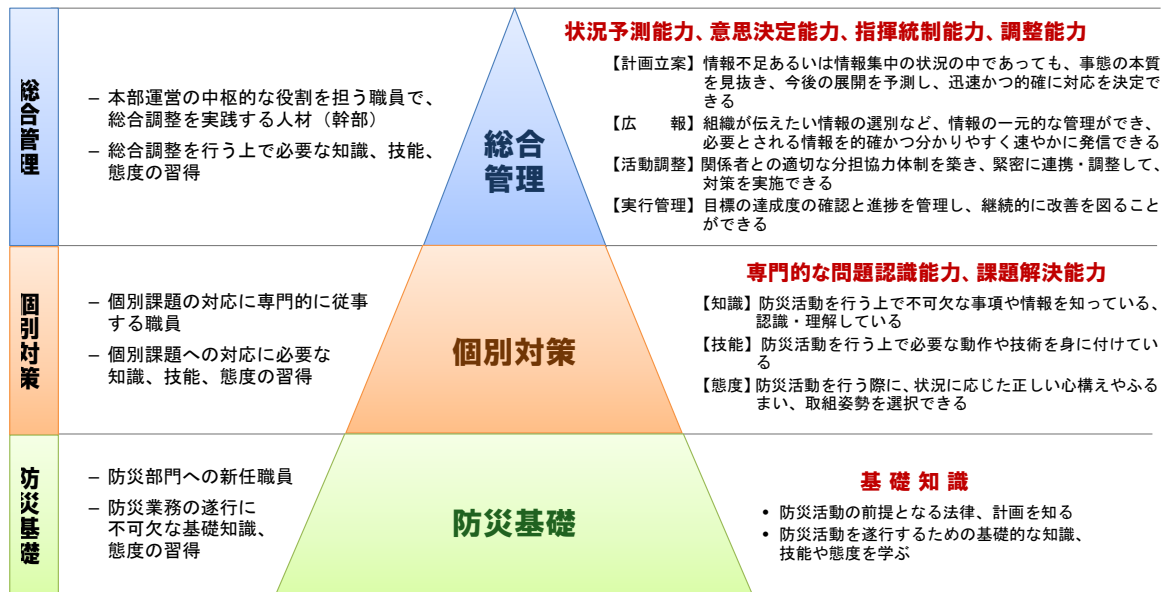 総合管理
– 本部運営の中枢的な役割を担う職員で、
総合調整を実践する人材（幹部）
– 総合調整を行う上で必要な知識、技能、
態度の習得
総合
管理
状況予測能力、意思決定能力、指揮統制能力、調整能力
【計画立案】情報不足あるいは情報集中の状況の中であっても、事態の本質
を見抜き、今後の展開を予測し、迅速かつ的確に対応を決定で
きる
【広　　報】組織が伝えたい情報の選別など、情報の一元的な管理ができ、
必要とされる情報を的確かつ分かりやすく速やかに発信できる
【活動調整】関係者との適切な分担協力体制を築き、緊密に連携・調整して、
対策を実施できる
【実行管理】目標の達成度の確認と進捗を管理し、継続的に改善を図ること
ができる
個別対策
– 個別課題の対応に専門的に従事
する職員
– 個別課題への対応に必要な
知識、技能、態度の習得
個別対策
専門的な問題認識能力、課題解決能力
【知識】防災活動を行う上で不可欠な事項や情報を知っている、
認識・理解している
【技能】防災活動を行う上で必要な動作や技術を身に付けてい
る
【態度】防災活動を行う際に、状況に応じた正しい心構えやふる
まい、取組姿勢を選択できる
防災基礎
– 防災部門への新任職員
– 防災業務の遂行に
不可欠な基礎知識、
態度の習得
防災基礎
基礎知識
• 防災活動の前提となる法律、計画を知る
• 防災活動を遂行するための基礎的な知識、
技能や態度を学ぶ